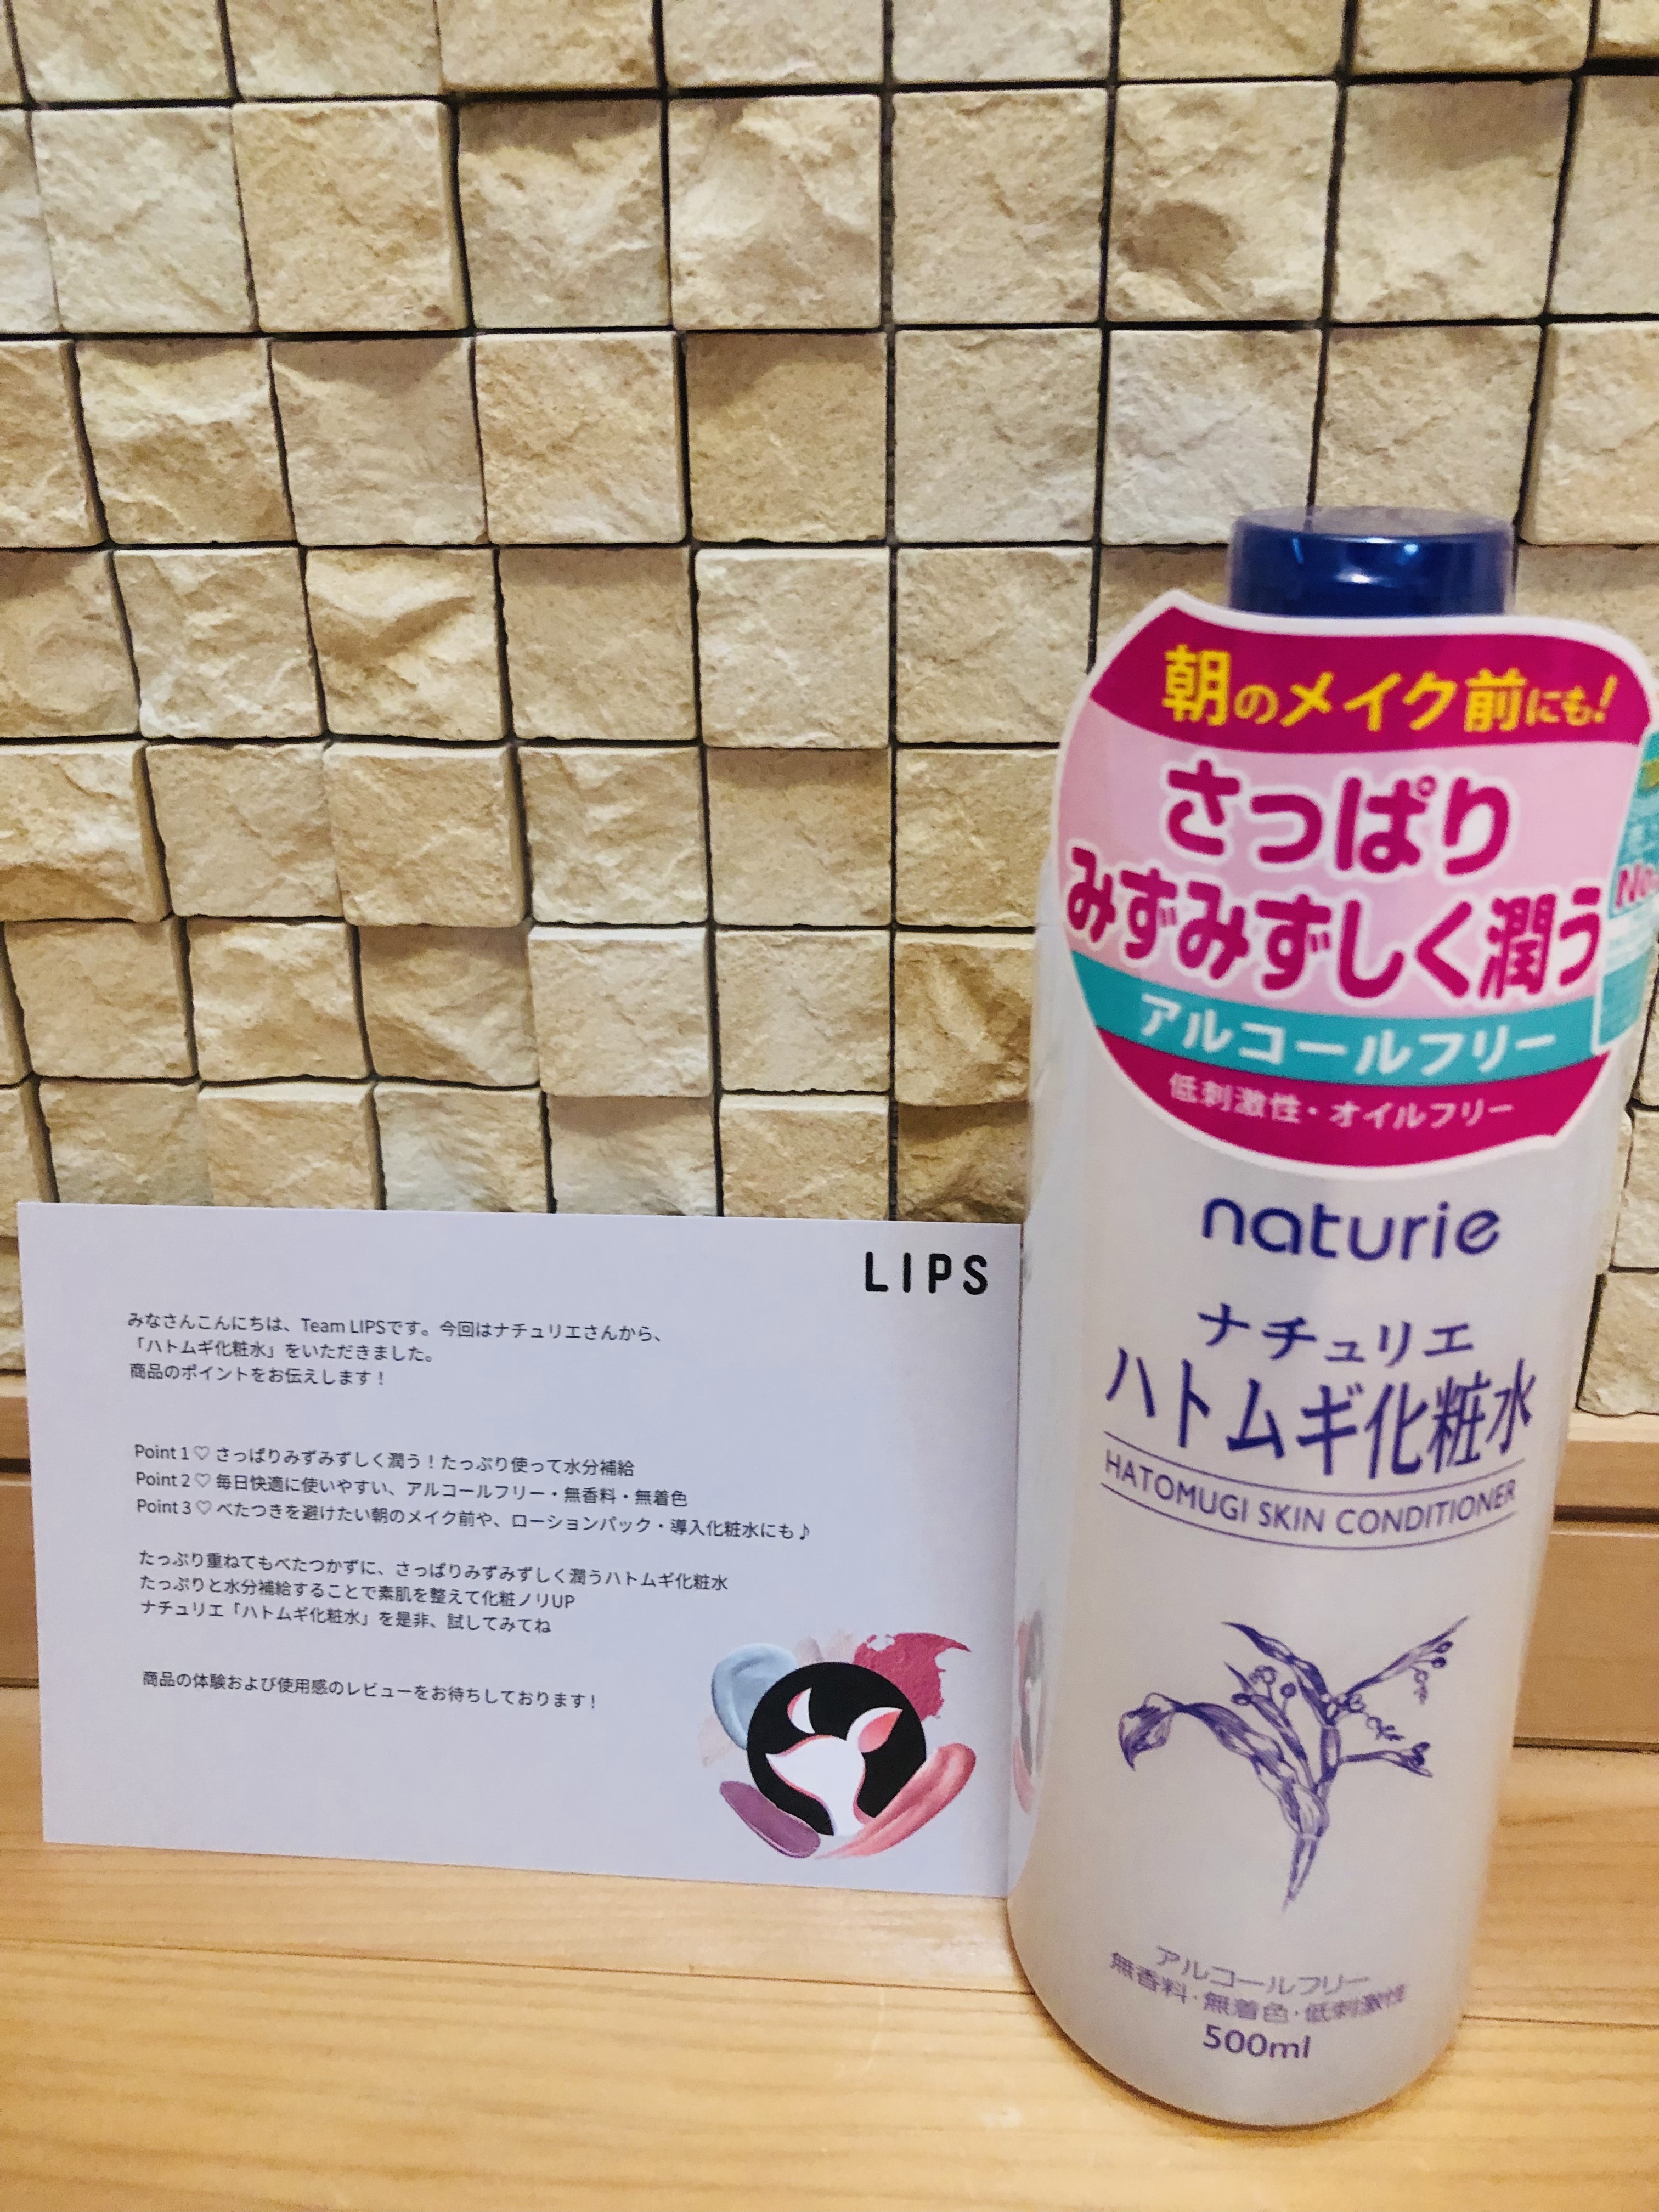 LIPS
みなさんこんにちは、Team LIPSです。今回はナチュリエさんから、
「ハトムギ化粧水」をいただきました。
商品のポイントをお伝えします！
Point 1♡さっぱりみずみずしく潤う！たっぷり使って水分補給
Point 2♡毎日快適に使いやすい、アルコールフリー・無香料・無着色
Point 3♡べたつきを避けたい朝のメイク前や、ローションパック・導入化粧水にも♪
たっぷり重ねてもべたつかずに、さっぱりみずみずしく潤うハトムギ化粧水
たっぷりと水分補給することで素肌を整えて化粧ノリUP
ナチュリエ「ハトムギ化粧水」を是非、試してみてね
商品の体験および使用感のレビューをお待ちしております！
朝のメイク前にも!
さっぱり
みずみずしく潤う
アルコールフリー
低刺激性・オイルフリー
No.
naturie
ナチュリエ
ハトムギ化粧水
HATOMUGI SKIN CONDITIONER
アルコールフリー
無香料・無着色・低刺激性
500ml